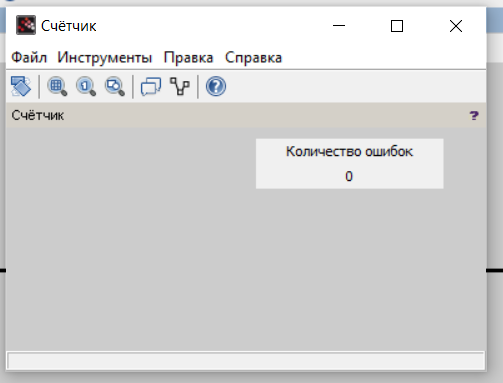 Счётчик
Файл Инструменты Правка Справка
Счётчик ?
Количество ошибок
0